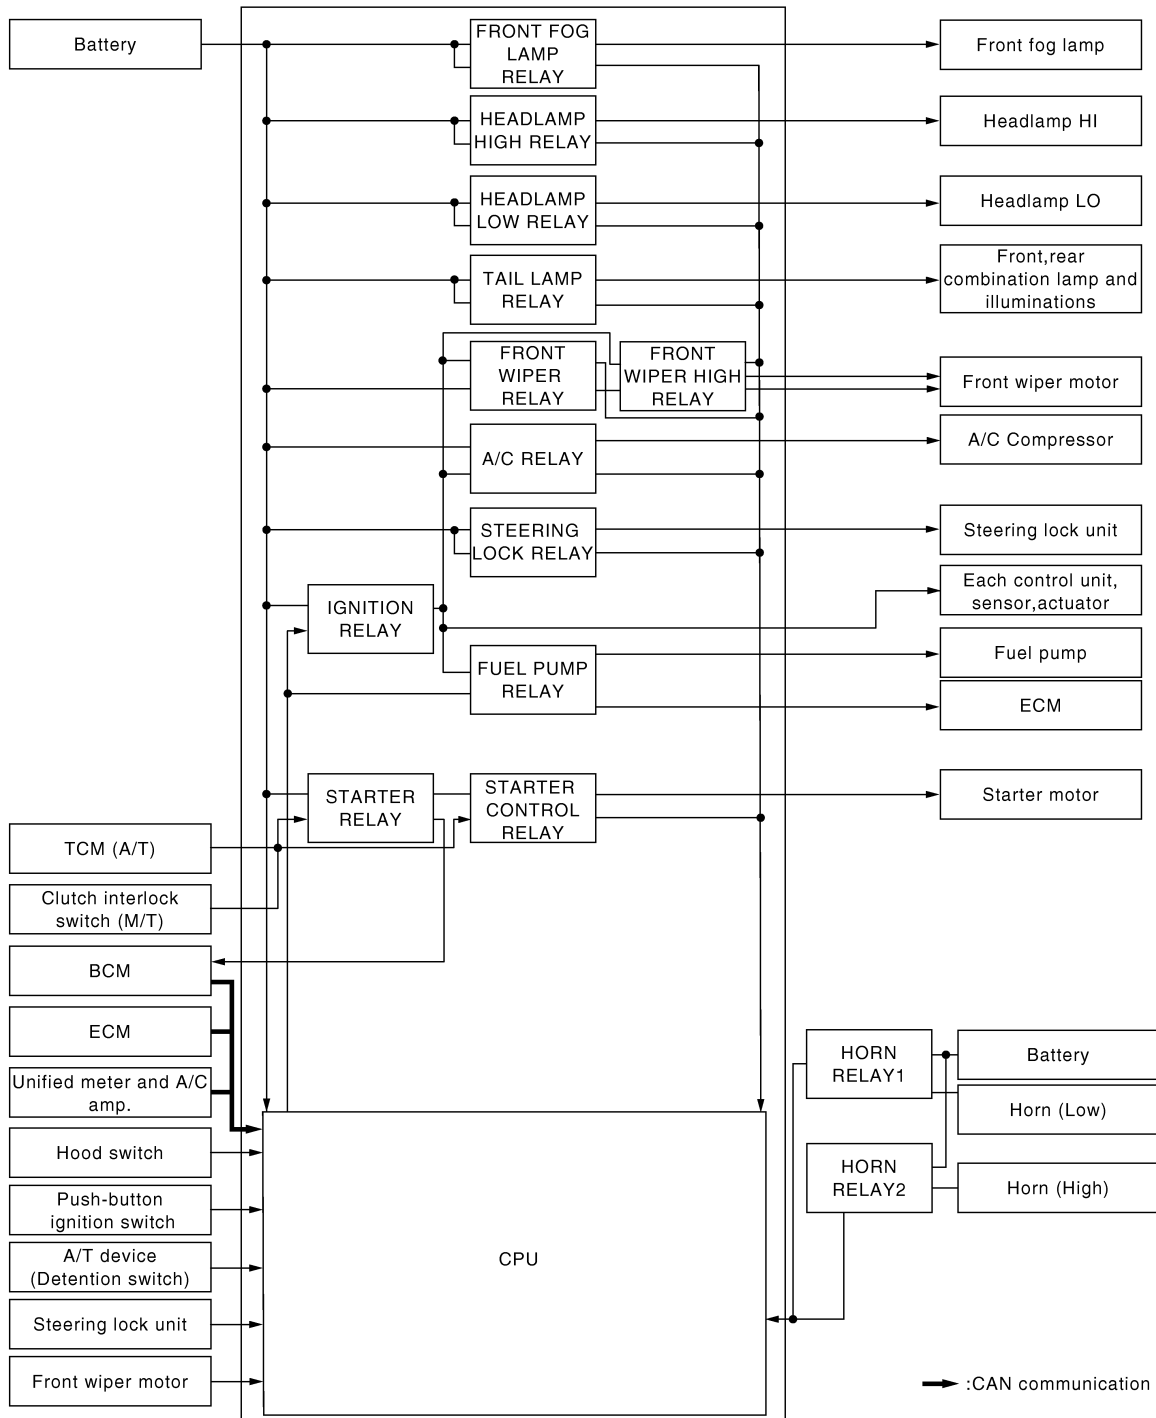 Battery
FRONT FOG
LAMP
RELAY
Front fog lamp
HEADLAMP
HIGH RELAY
Headlamp HI
HEADLAMP
LOW RELAY
Headlamp LO
TAIL LAMP
RELAY
Front,rear
combination lamp and
illuminations
FRONT
WIPER
RELAY
FRONT
WIPER HIGH
RELAY
Front wiper motor
A/C RELAY
A/C Compressor
STEERING
LOCK RELAY
Steering lock unit
IGNITION
RELAY
Each control unit,
sensor,actuator
FUEL PUMP
RELAY
Fuel pump
ECM
STARTER
RELAY
STARTER
CONTROL
RELAY
Starter motor
TCM (A/T)
Clutch interlock
switch (M/T)
BCM
ECM
Unified meter and A/C
amp.
Hood switch
Push-button
ignition switch
A/T device
(Detention switch)
Steering lock unit
Front wiper motor
CPU
HORN
RELAY1
Battery
Horn (Low)
HORN
RELAY2
Horn (High)
:CAN communication